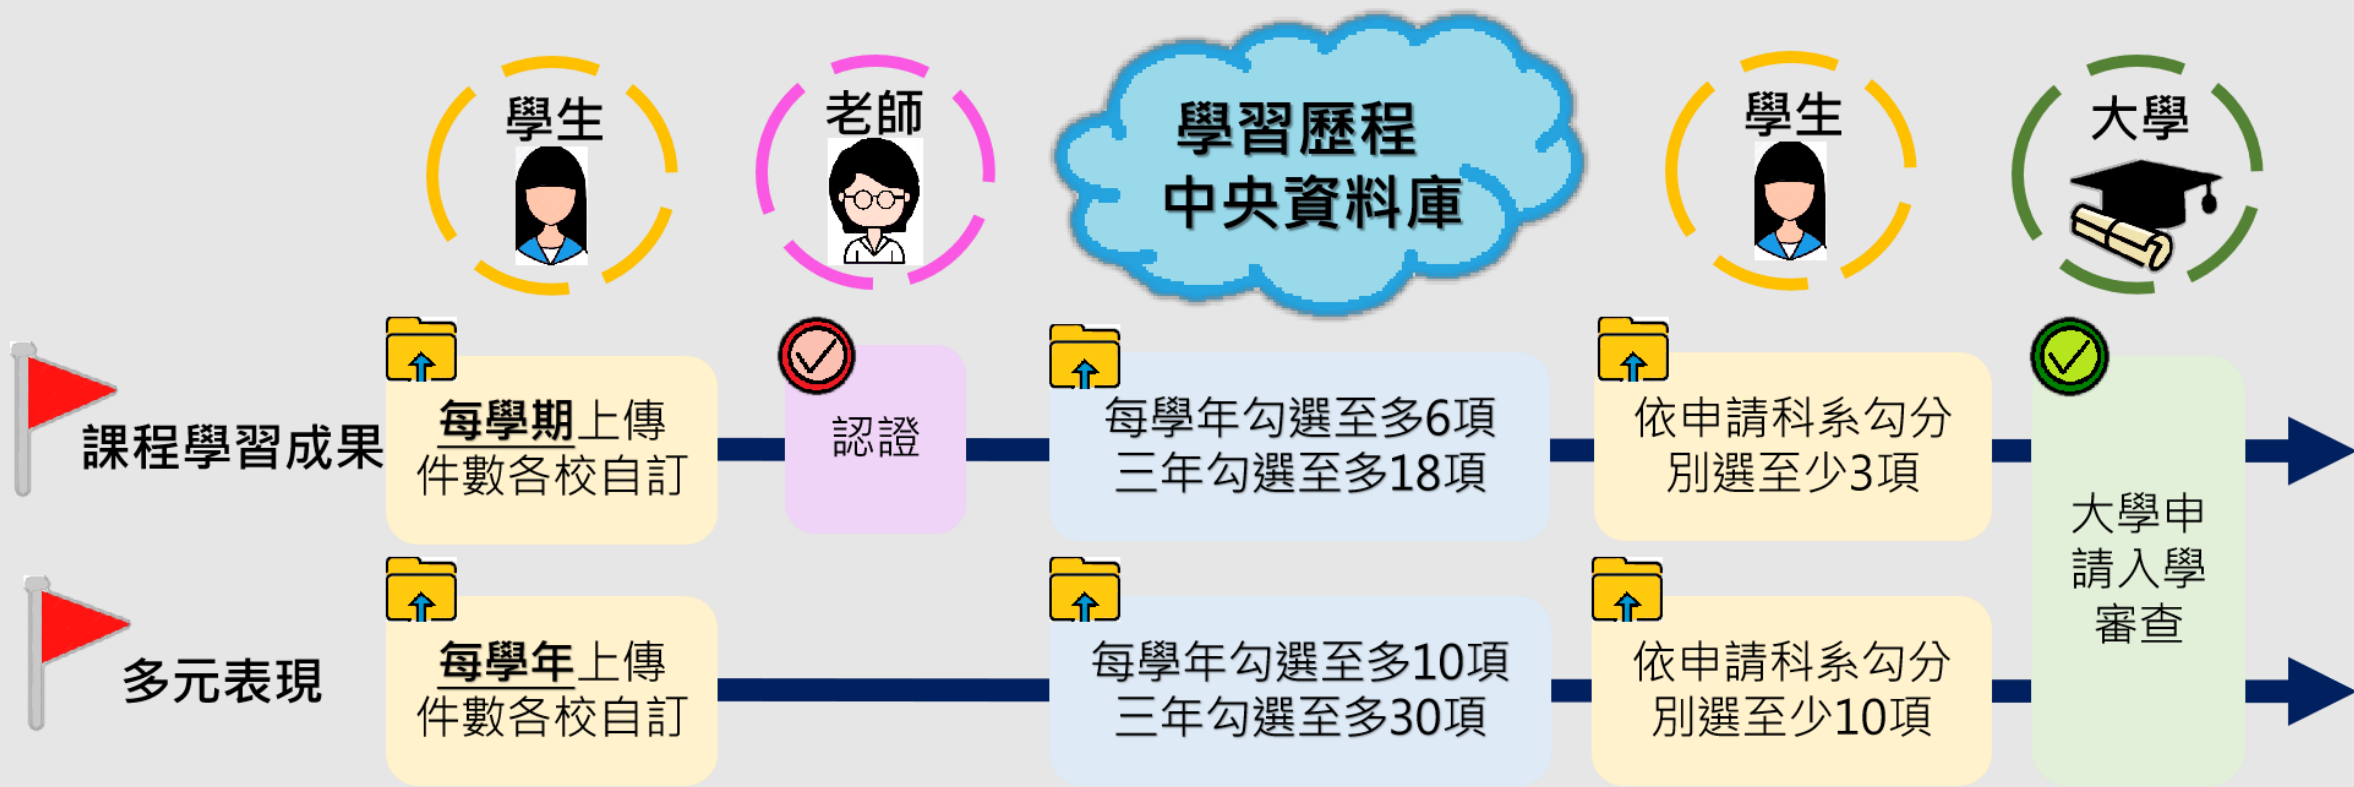 學生
老師
學習歷程
中央資料庫
學生
大學
課程學習成果
每學期上傳
件數各校自訂
認證
每學年勾選至多6項
三年勾選至多18項
依申請科系勾分
別選至少3項
多元表現
每學年上傳
件數各校自訂
每學年勾選至多10項
三年勾選至多30項
依申請科系勾分
別選至少10項
大學申
請入學
審查